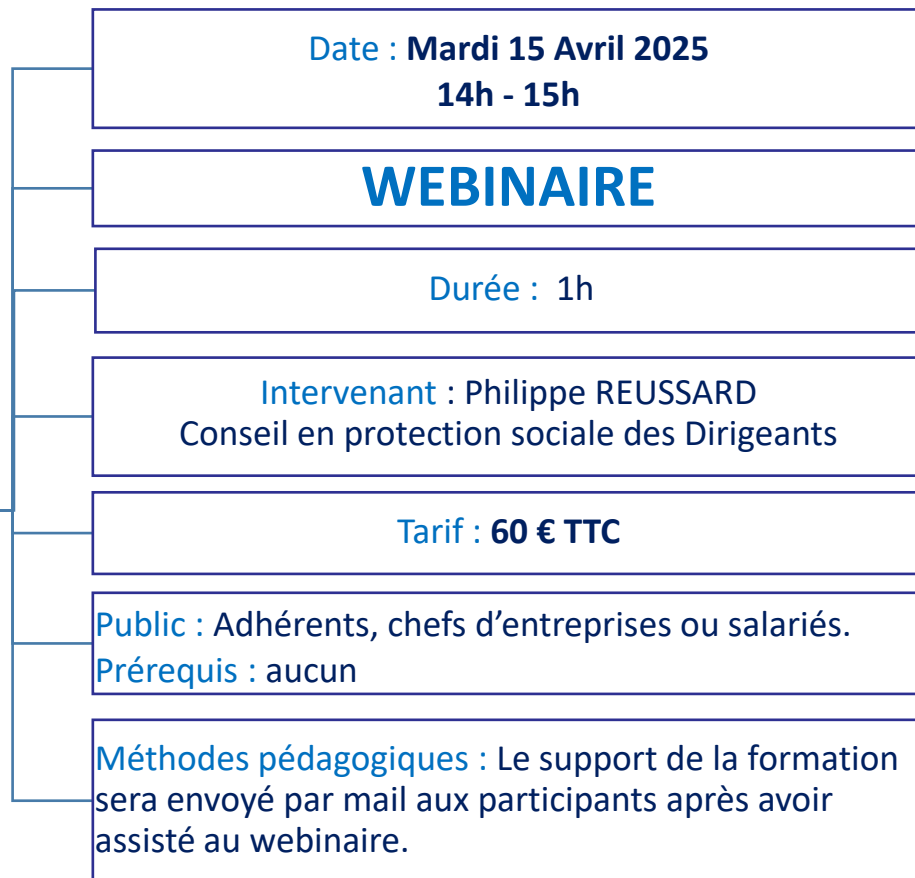 Date : Mardi 15 Avril 2025
14h - 15h
WEBINAIRE
Durée : 1h
Intervenant : Philippe REUSSARD
Conseil en protection sociale des Dirigeants
Tarif : 60 € TTC
Public : Adhérents, chefs d'entreprises ou salariés.
Prérequis : aucun
Méthodes pédagogiques : Le support de la formation
sera envoyé par mail aux participants après avoir
assisté au webinaire.